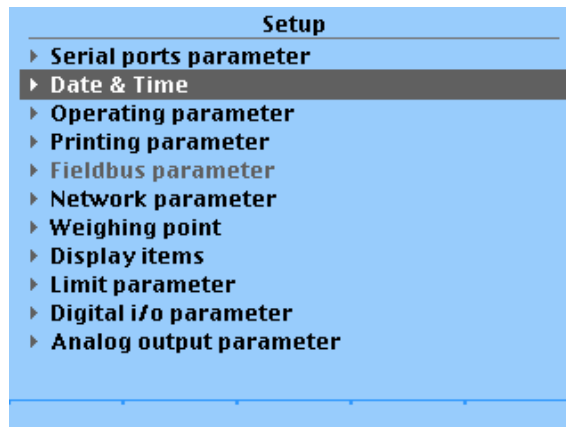 Setup
Serial ports parameter
Date & Time
Operating parameter
Printing parameter
Fieldbus parameter
Network parameter
Weighing point
Display items
Limit parameter
Digital i/o parameter
Analog output parameter